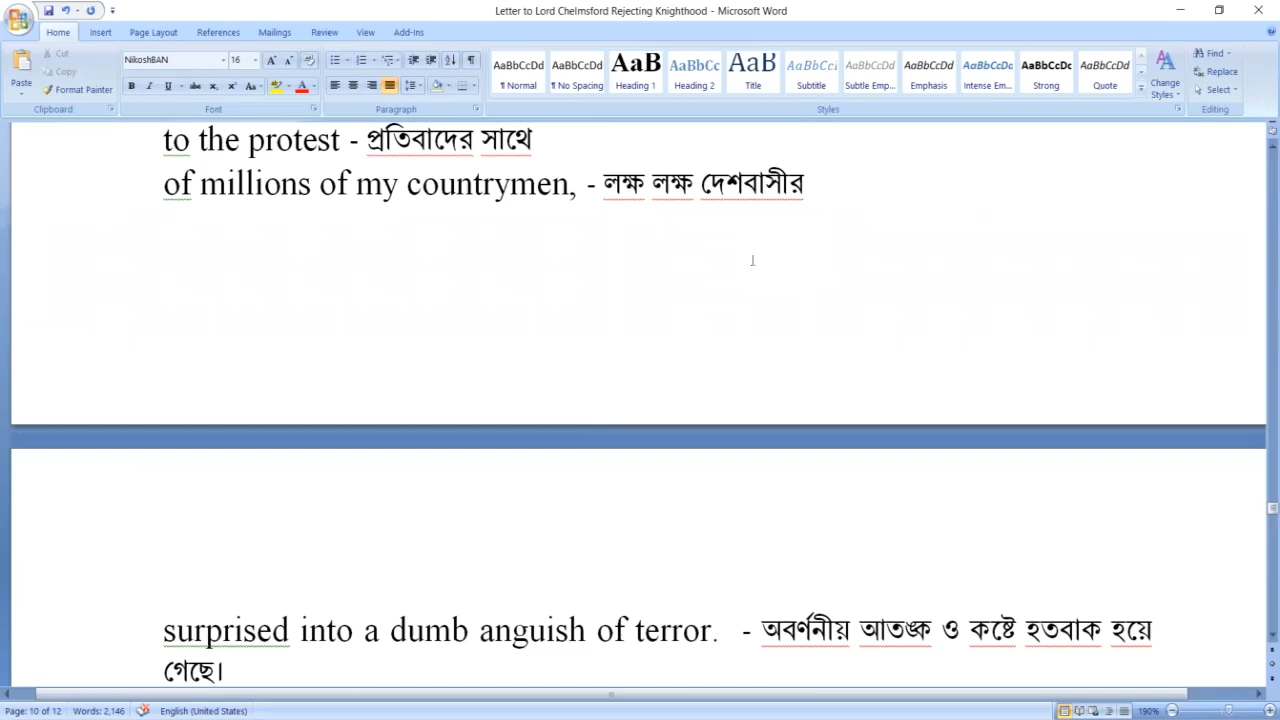 Letter to Lord Chelmsford Rejecting Knighthood - Microsoft Word
Home Insert Page Layout References Mailings Review View Add-Ins
Paste Cut Copy Format Painter Clipboard
NikoshBAN 16 Font
Paragraph
AaBbCcDd AaBbCcDd AaB AaBbCc AaB AaBbCci AaBbCcDd AaBbCcDd AaBbCcDd AaBbCcDc AaBbCcDd
¶ Normal ¶ No Spacing Heading 1 Heading 2 Title Subtitle Subtle Emp... Emphasis Intense Em... Strong Quote
Styles
Change Styles
Find Replace Select Editing
to the protest - প্রতিবাদের সাথে
of millions of my countrymen, - লক্ষ লক্ষ দেশবাসীর
surprised into a dumb anguish of terror. - অবর্ণনীয় আতঙ্ক ও কষ্টে হতবাক হয়ে
গেছে।
Page: 10 of 12 Words: 2,146 English (United States) 190%